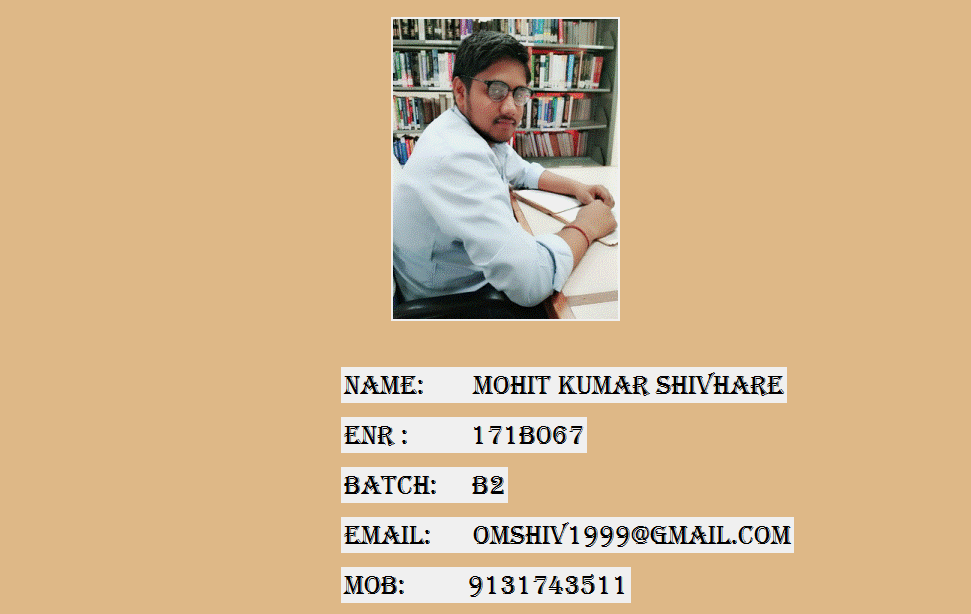 NAME: MOHIT KUMAR SHIVHARE
ENR : 171B067
BATCH: B2
EMAIL: OMSHIV1999@GMAIL.COM
MOB: 9131743511